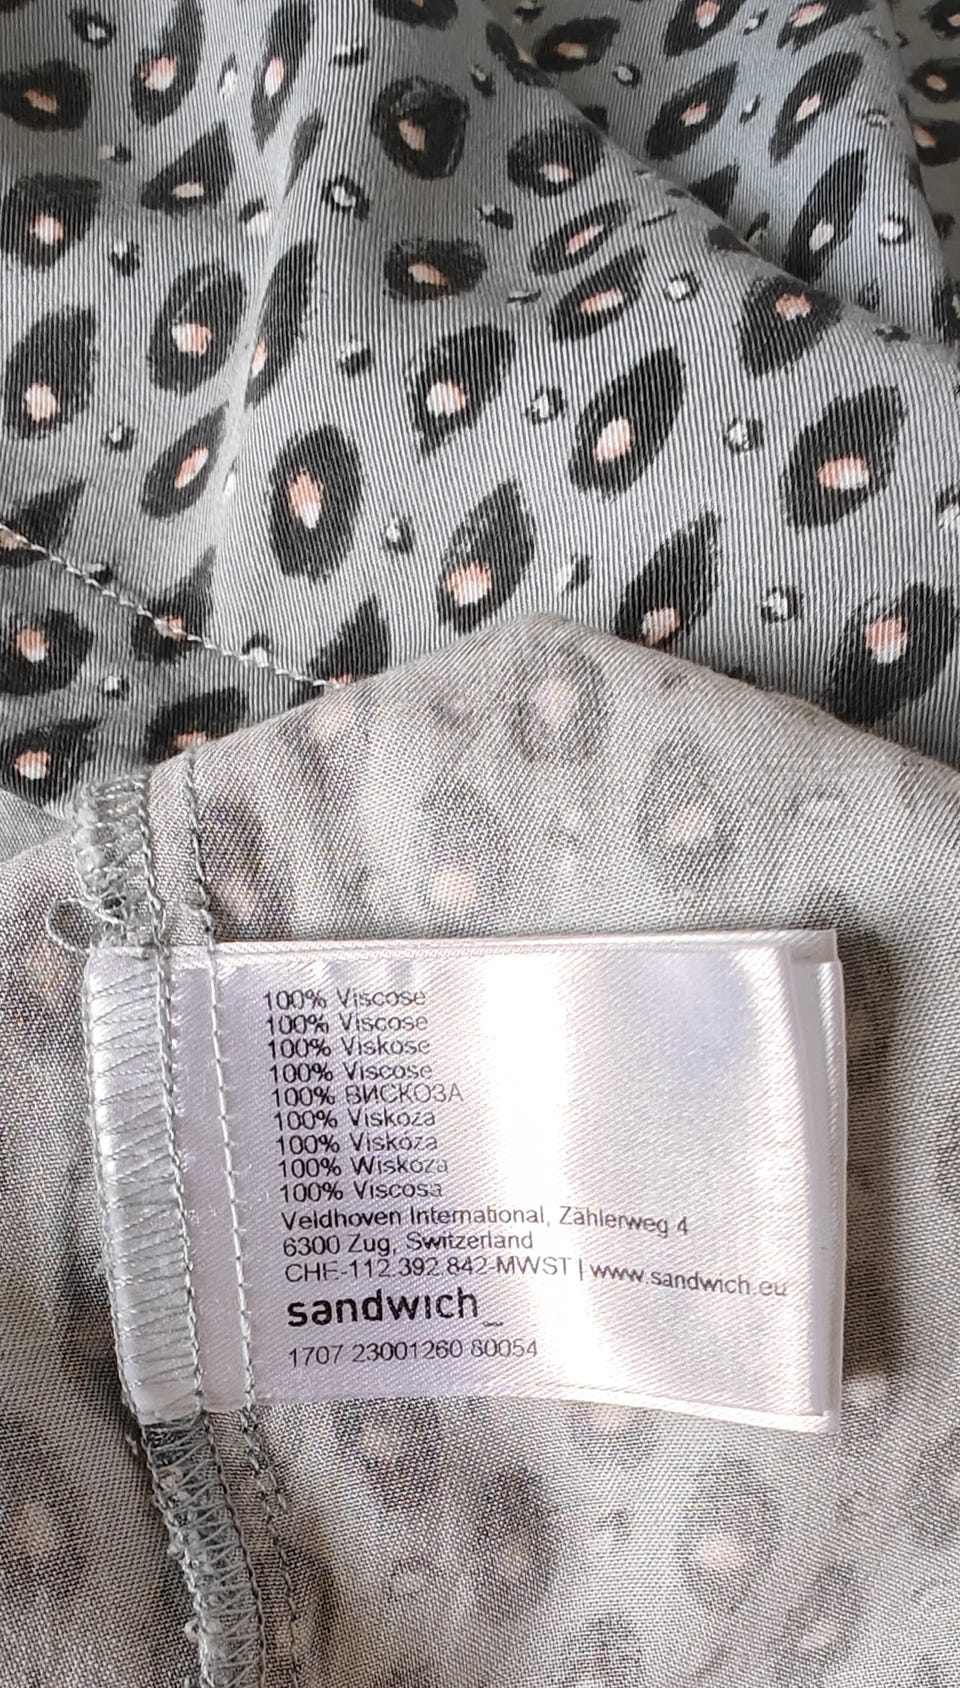 100% Viscose
100% Viscose
100% Viskose
100% Viscose
100% ВИСКОЗА
100% Viskoza
100% Viskóza
100% Wiskoza
100% Viscosa
Veldhoven International, Zählerweg 4
6300 Zug, Switzerland
CHE-112.392.842-MWST | www.sandwich.eu
sandwich_
1707 23001260 80054